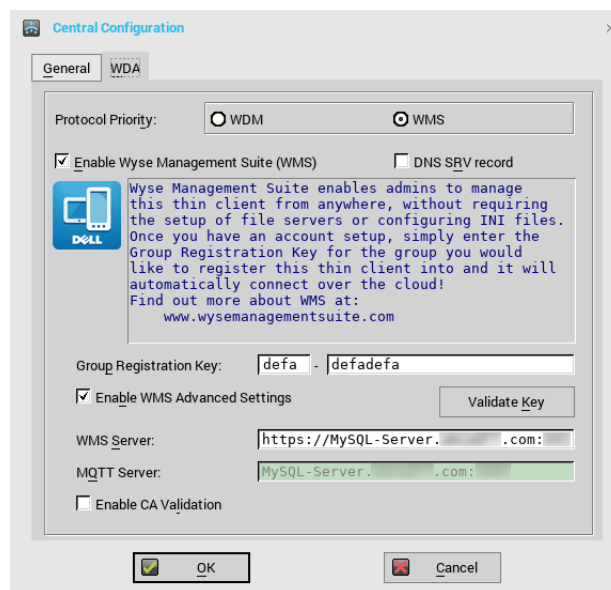 Central Configuration
General WDA
Protocol Priority: WDM WMS
Enable Wyse Management Suite (WMS) DNS SRV record
DELL
Wyse Management Suite enables admins to manage
this thin client from anywhere, without requiring
the setup of file servers or configuring INI files.
Once you have an account setup, simply enter the
Group Registration Key for the group you would
like to register this thin client into and it will
automatically connect over the cloud!
Find out more about WMS at:
www.wysemanagementsuite.com
Group Registration Key: defa - defadefa
Enable WMS Advanced Settings
Validate Key
WMS Server: https://MySQL-Server. .com:
MQTT Server: MySQL-Server. .com:
Enable CA Validation
OK Cancel